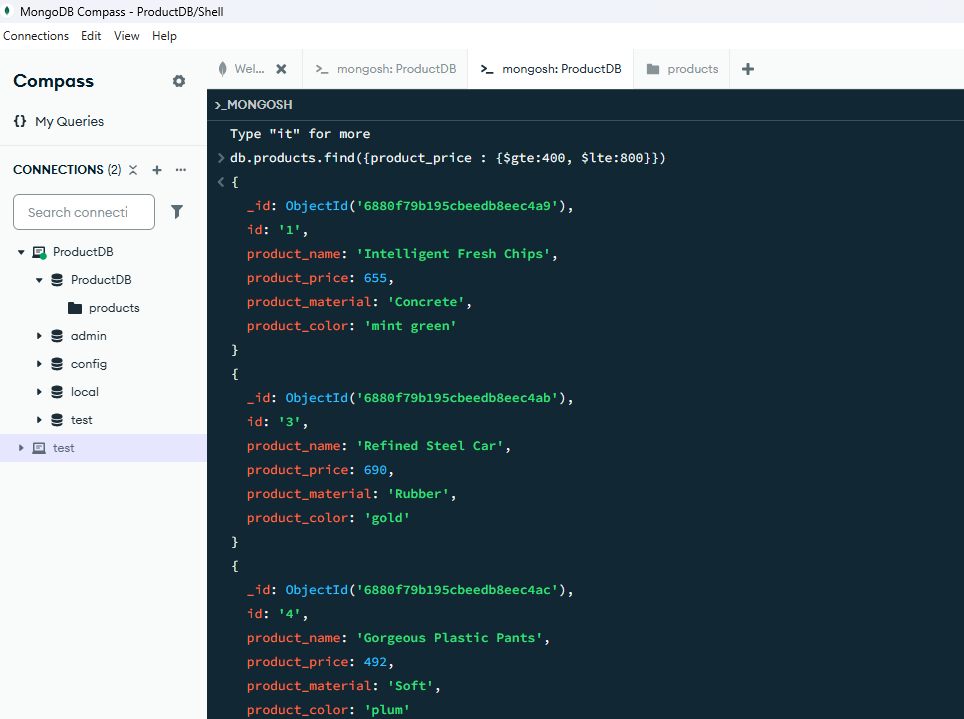 MongoDB Compass - ProductDB/Shell
Connections Edit View Help
Compass
{} My Queries
CONNECTIONS (2)
Search connecti
ProductDB
ProductDB
products
admin
config
local
test
test
Wel...
>_ mongosh: ProductDB
>_ mongosh: ProductDB
products
>_MONGOSH
Type "it" for more
> db.products.find({product_price : {$gte:400, $lte:800}})
< {
_id: ObjectId('6880f79b195cbeedb8eec4a9'),
id: '1',
product_name: 'Intelligent Fresh Chips',
product_price: 655,
product_material: 'Concrete',
product_color: 'mint green'
}
{
_id: ObjectId('6880f79b195cbeedb8eec4ab'),
id: '3',
product_name: 'Refined Steel Car',
product_price: 690,
product_material: 'Rubber',
product_color: 'gold'
}
{
_id: ObjectId('6880f79b195cbeedb8eec4ac'),
id: '4',
product_name: 'Gorgeous Plastic Pants',
product_price: 492,
product_material: 'Soft',
product_color: 'plum'